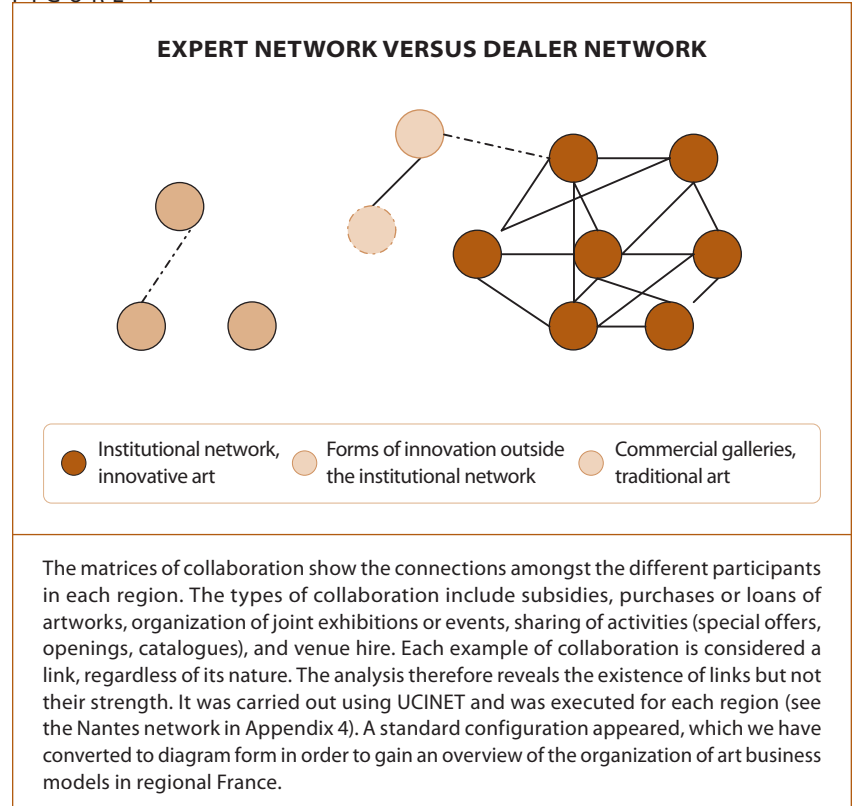 FIGURE 1
EXPERT NETWORK VERSUS DEALER NETWORK
Institutional network,
innovative art
Forms of innovation outside
the institutional network
Commercial galleries,
traditional art
The matrices of collaboration show the connections amongst the different participants
in each region. The types of collaboration include subsidies, purchases or loans of
artworks, organization of joint exhibitions or events, sharing of activities (special offers,
openings, catalogues), and venue hire. Each example of collaboration is considered a
link, regardless of its nature. The analysis therefore reveals the existence of links but not
their strength. It was carried out using UCINET and was executed for each region (see
the Nantes network in Appendix 4). A standard configuration appeared, which we have
converted to diagram form in order to gain an overview of the organization of art business
models in regional France.